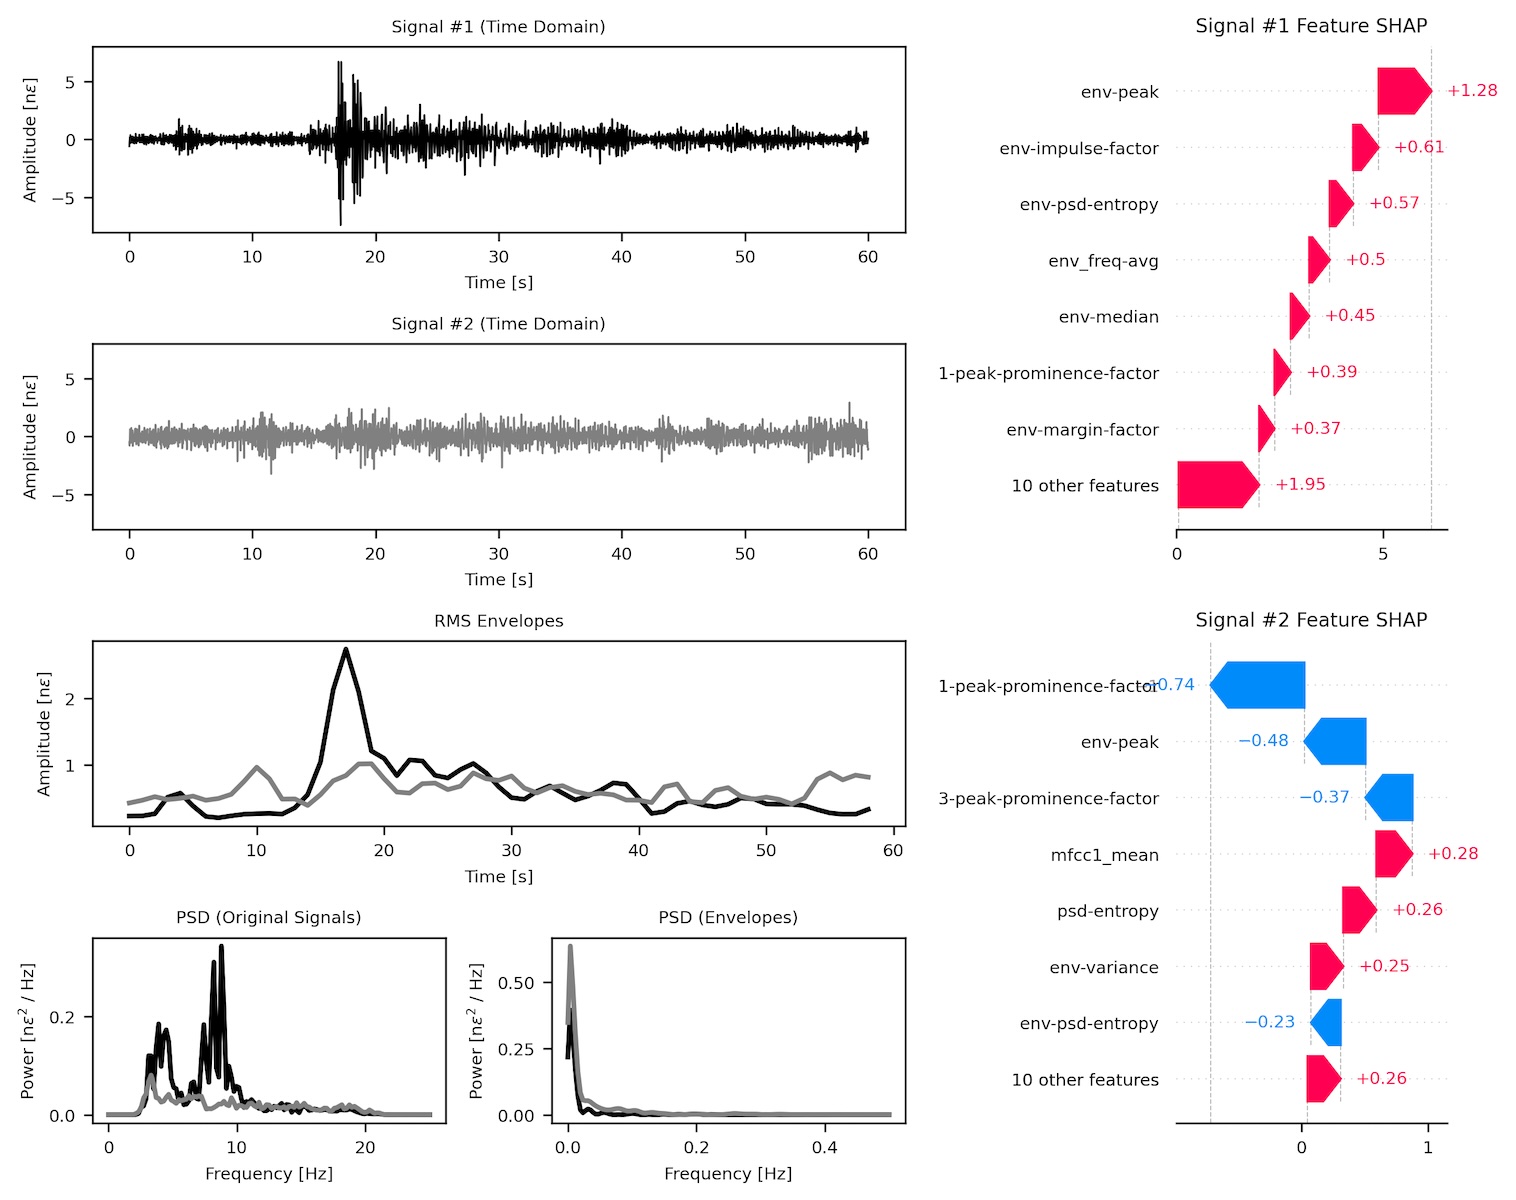 Signal #1 (Time Domain)
Amplitude [nε]
5
0
−5
0 10 20 30 40 50 60
Time [s]
Signal #2 (Time Domain)
Amplitude [nε]
5
0
−5
0 10 20 30 40 50 60
Time [s]
RMS Envelopes
Amplitude [nε]
2
1
0 10 20 30 40 50 60
Time [s]
PSD (Original Signals)
Power [nε² / Hz]
0.2
0.0
0 10 20
Frequency [Hz]
PSD (Envelopes)
Power [nε² / Hz]
0.50
0.25
0.00
0.0 0.2 0.4
Frequency [Hz]
Signal #1 Feature SHAP
env-peak +1.28
env-impulse-factor +0.61
env-psd-entropy +0.57
env_freq-avg +0.5
env-median +0.45
1-peak-prominence-factor +0.39
env-margin-factor +0.37
10 other features +1.95
0 5
Signal #2 Feature SHAP
1-peak-prominence-factor −0.74
env-peak −0.48
3-peak-prominence-factor −0.37
mfcc1_mean +0.28
psd-entropy +0.26
env-variance +0.25
env-psd-entropy −0.23
10 other features +0.26
0 1